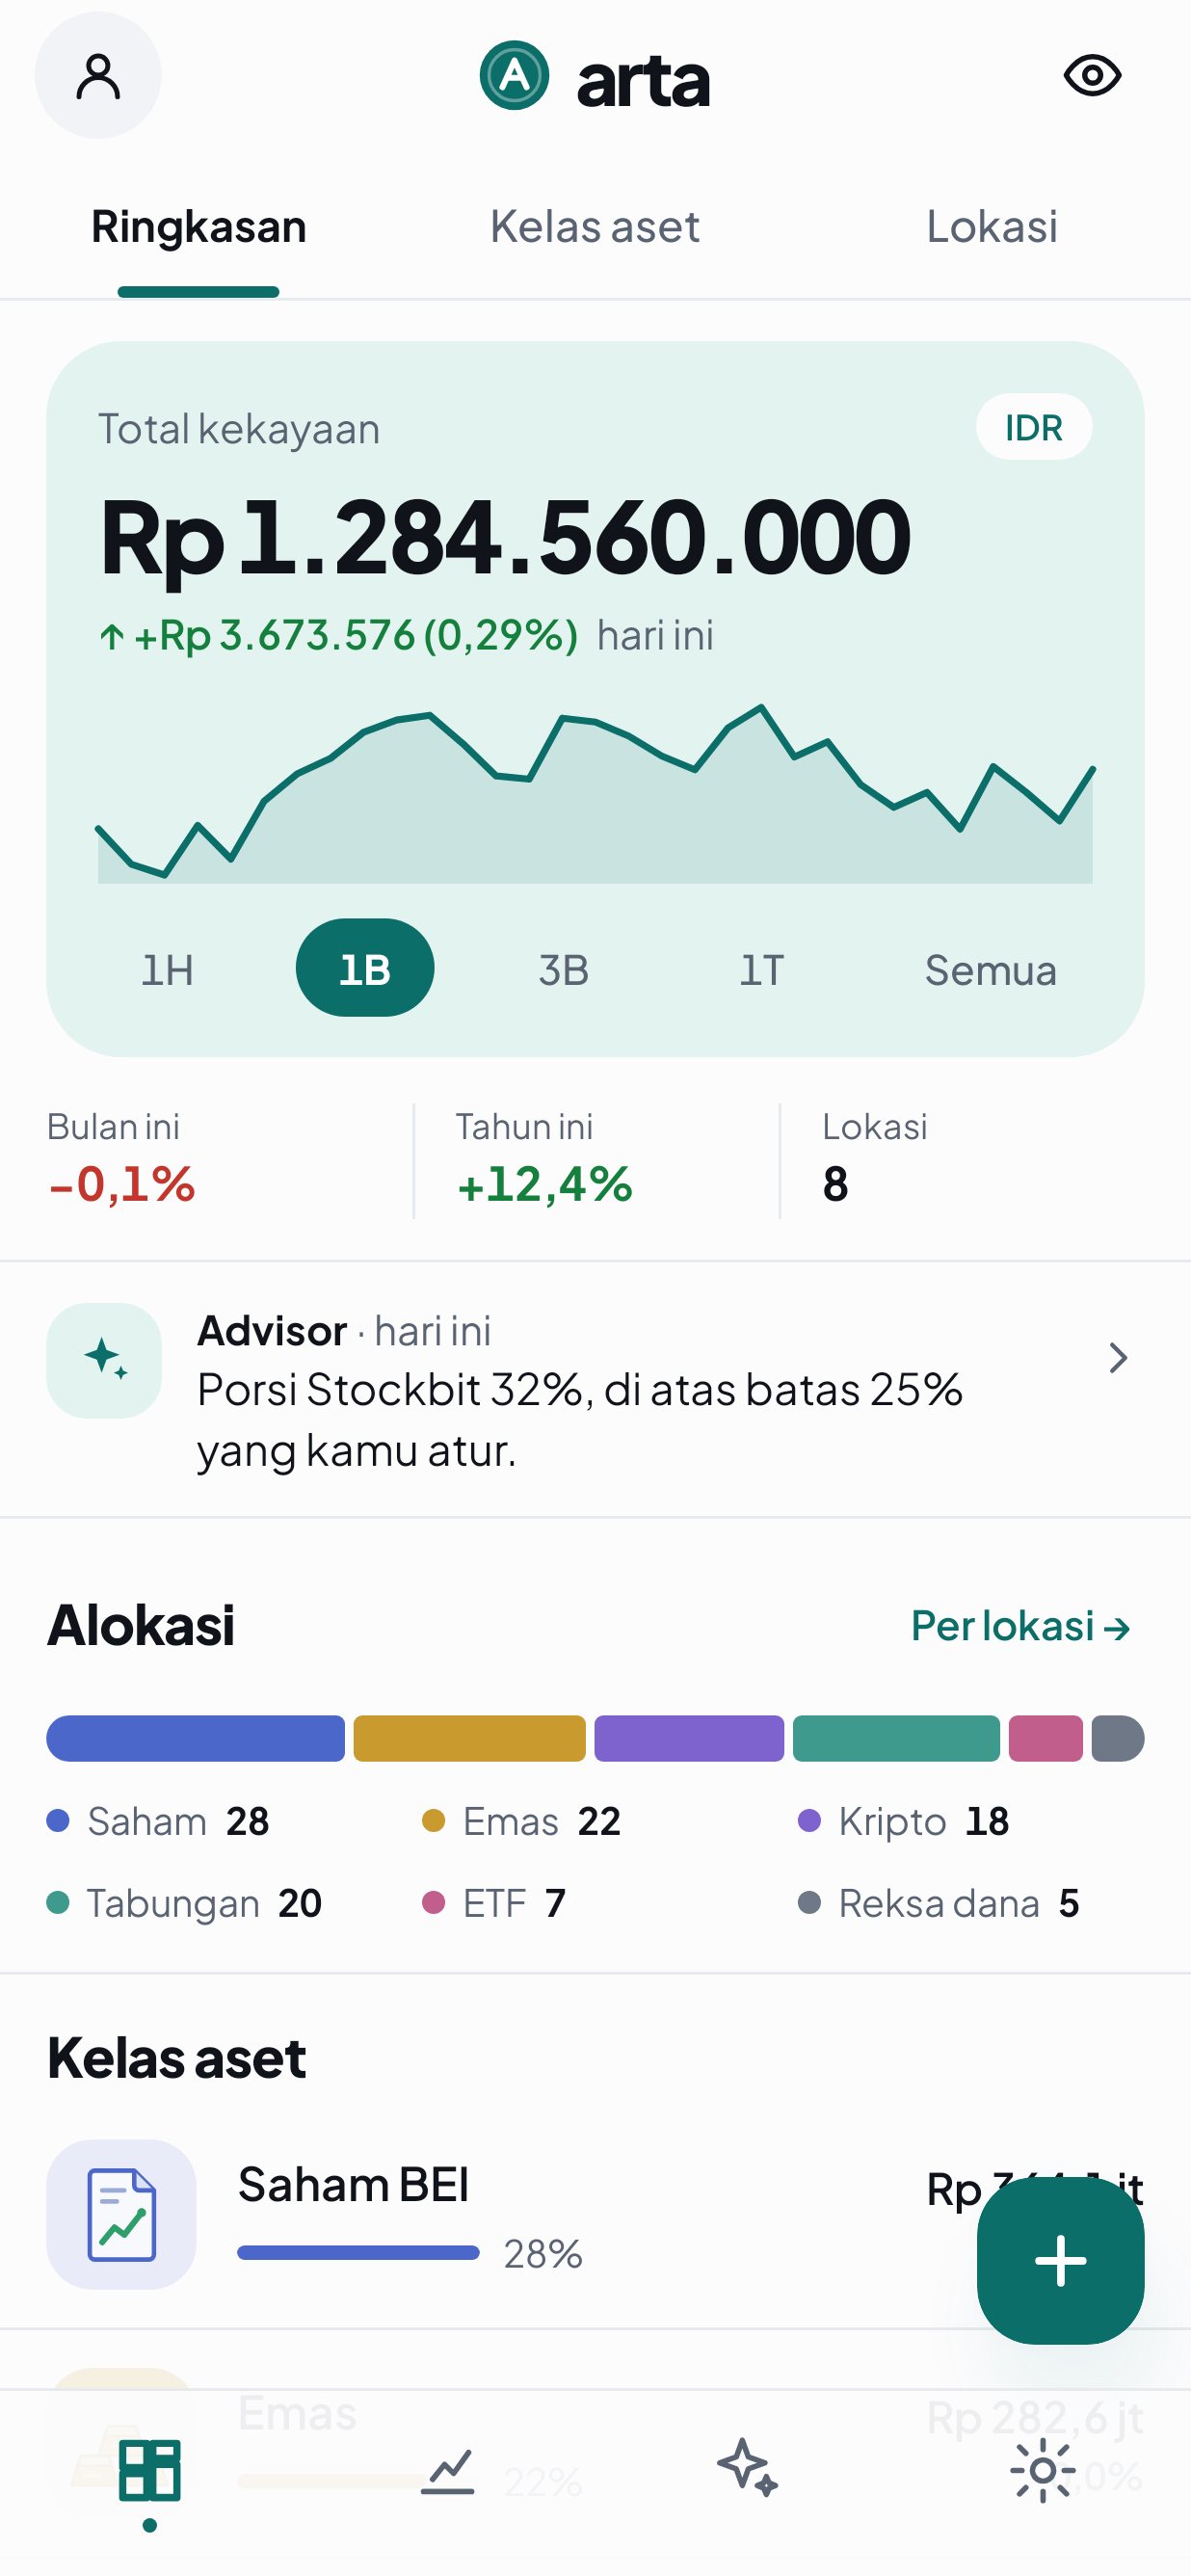 A arta
Ringkasan Kelas aset Lokasi
Total kekayaan IDR
Rp 1.284.560.000
↑ +Rp 3.673.576 (0,29%) hari ini
1H 1B 3B 1T Semua
Bulan ini Tahun ini Lokasi
−0,1% +12,4% 8
Advisor · hari ini
Porsi Stockbit 32%, di atas batas 25%
yang kamu atur.
Alokasi Per lokasi →
Saham 28 Emas 22 Kripto 18
Tabungan 20 ETF 7 Reksa dana 5
Kelas aset
Saham BEI Rp jt
28%
Emas Rp 282,6 jt
22%